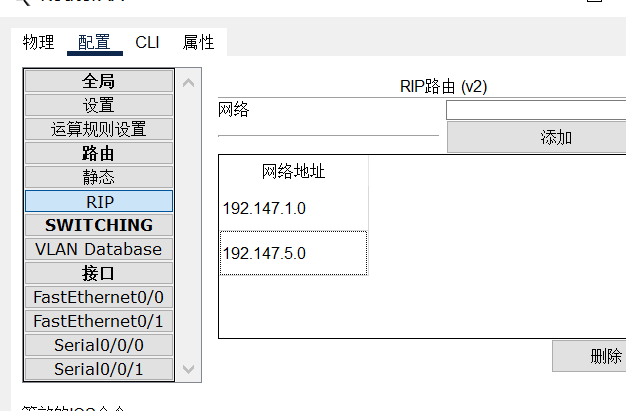 物理 配置 CLI 属性
全局
设置
运算规则设置
路由
静态
RIP
SWITCHING
VLAN Database
接口
FastEthernet0/0
FastEthernet0/1
Serial0/0/0
Serial0/0/1
RIP路由 (v2)
网络
添加
网络地址
192.147.1.0
192.147.5.0
删除